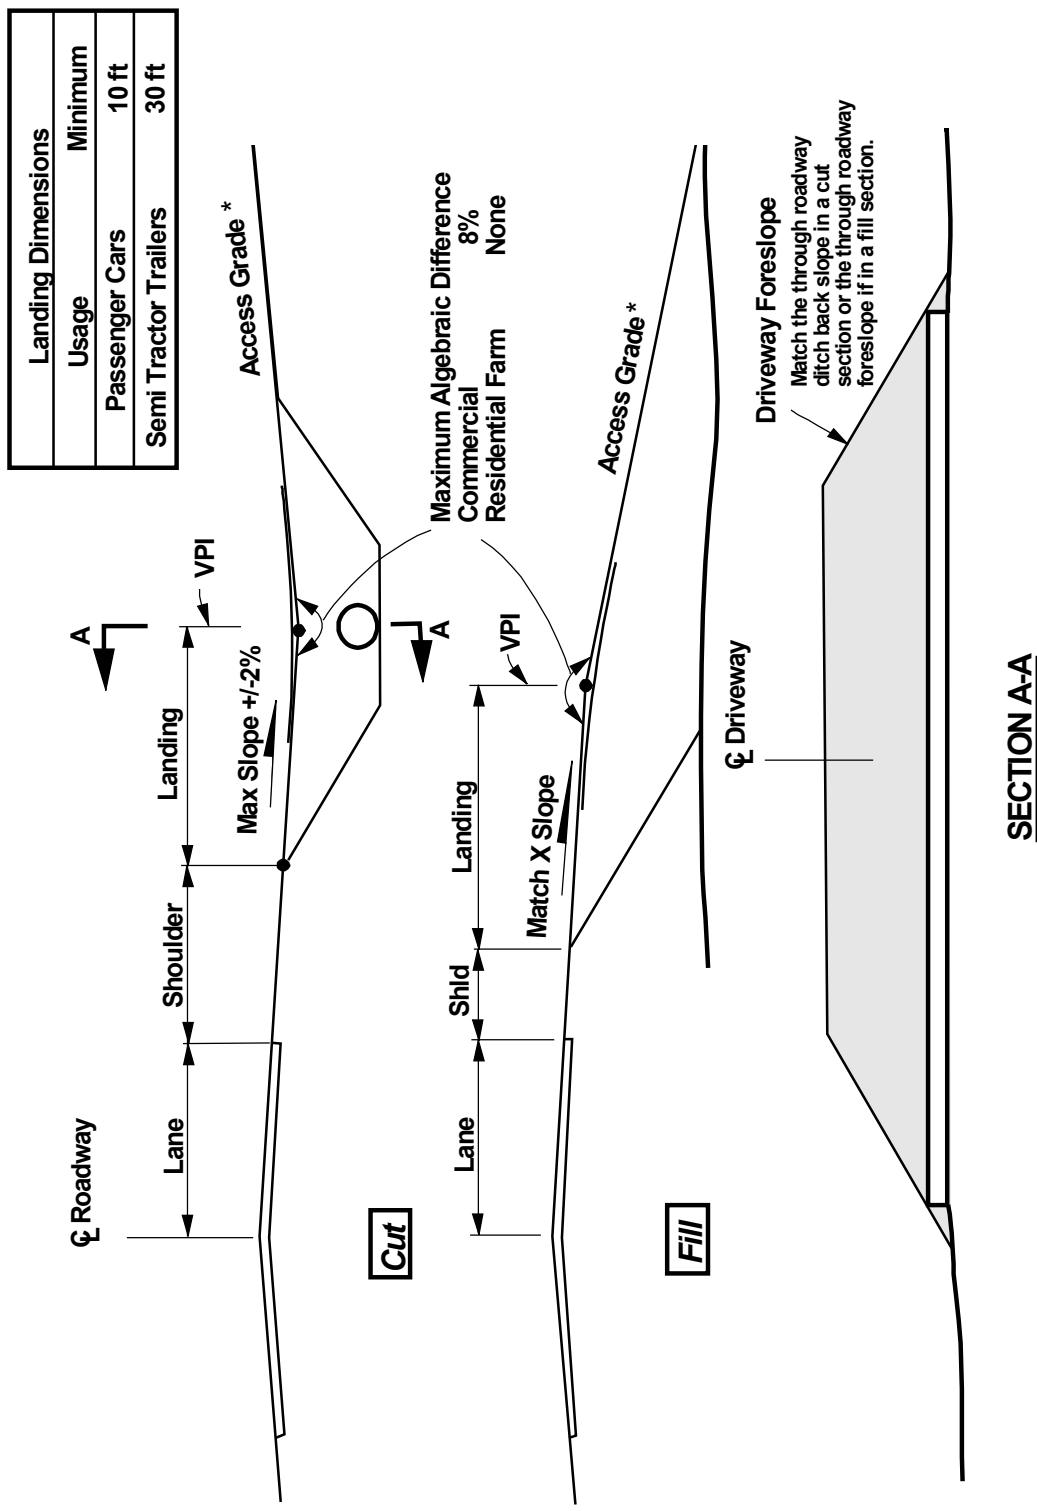 Landing Dimensions
Usage Minimum
Passenger Cars 10 ft
Semi Tractor Trailers 30 ft
℄ Roadway
Lane
Shoulder
Landing
A
VPI
Max Slope +/-2%
Access Grade *
A
Cut
Maximum Algebraic Difference
Commercial 8%
Residential Farm None
Lane
Shld
Landing
VPI
Match X Slope
Access Grade *
Fill
℄ Driveway
Driveway Foreslope
Match the through roadway
ditch back slope in a cut
section or the through roadway
foreslope if in a fill section.
SECTION A-A